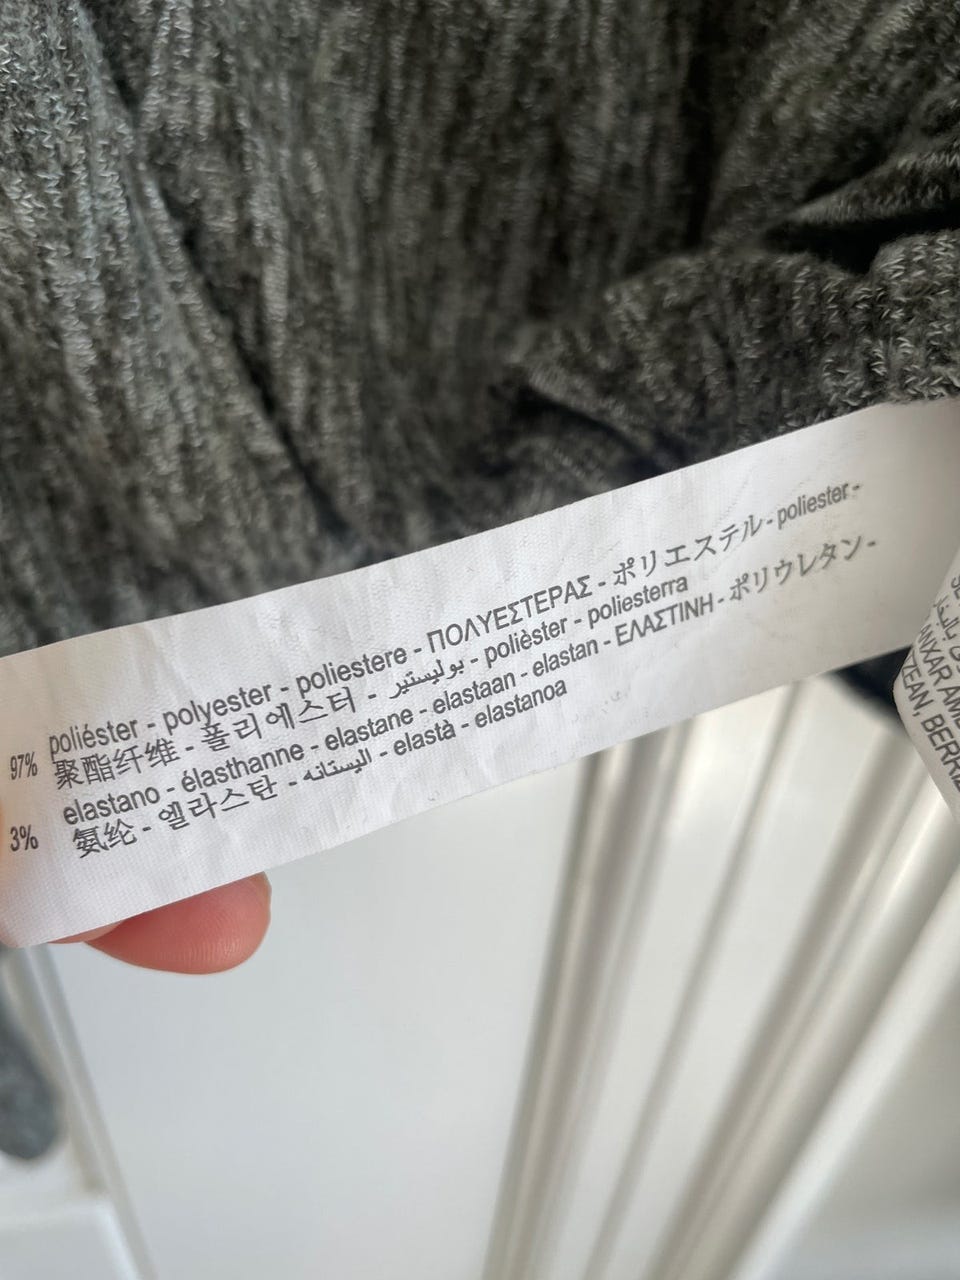 97% poliéster - polyester - poliestere - ΠΟΛΥΕΣΤΕΡΑΣ - ポリエステル - poliester -
聚酯纤维 - 폴리에스터 - بوليستير - polièster - poliesterra
3% elastano - élasthanne - elastane - elastaan - elastan - ΕΛΑΣΤΙΝΗ - ポリウレタン -
氨纶 - 엘라스탄 - اليستانه - elastà - elastanoa